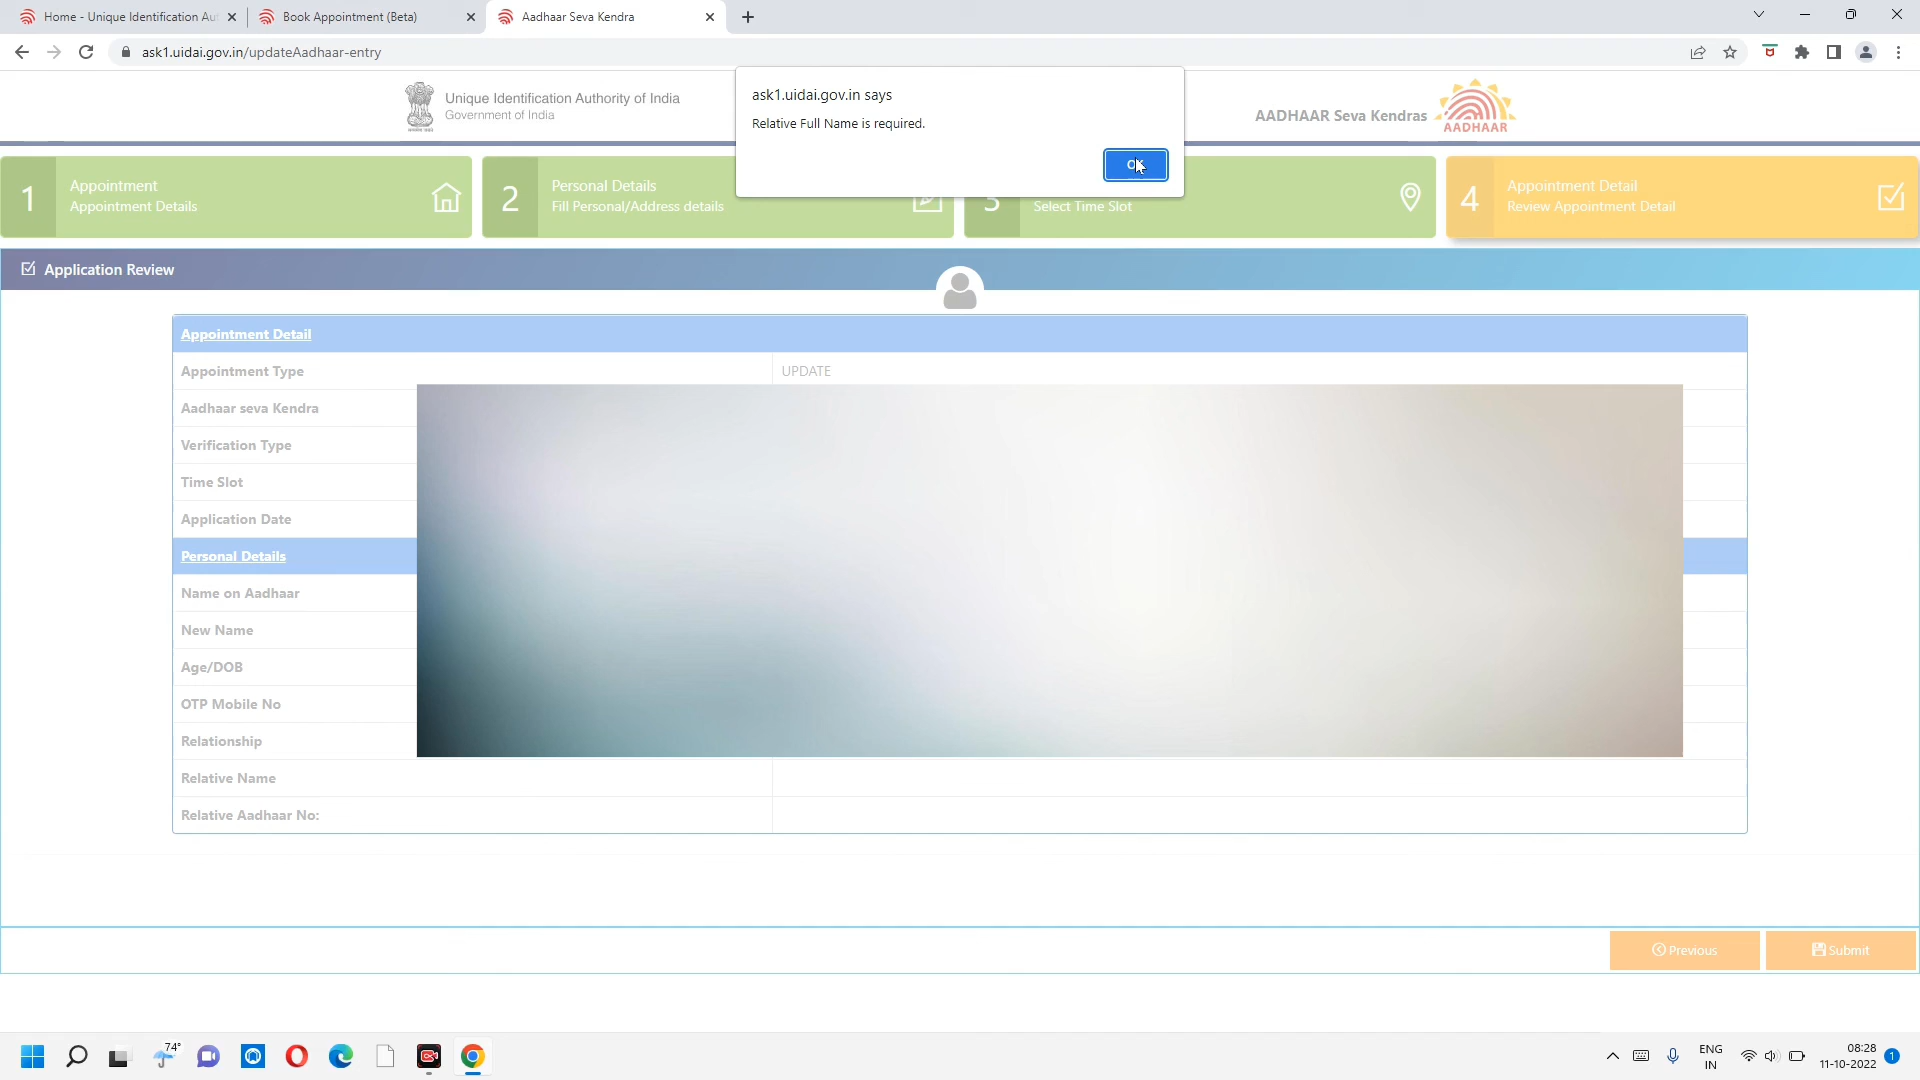 Home - Unique Identification Au
Book Appointment (Beta)
Aadhaar Seva Kendra
ask1.uidai.gov.in/updateAadhaar-entry
Unique Identification Authority of India
Government of India
ask1.uidai.gov.in says
Relative Full Name is required.
OK
AADHAAR Seva Kendras
AADHAAR
1
Appointment
Appointment Details
2
Personal Details
Fill Personal/Address details
3
Select Time Slot
4
Appointment Detail
Review Appointment Detail
Application Review
Appointment Detail
Appointment Type
UPDATE
Aadhaar seva Kendra
Verification Type
Time Slot
Application Date
Personal Details
Name on Aadhaar
New Name
Age/DOB
OTP Mobile No
Relationship
Relative Name
Relative Aadhaar No:
Previous
Submit
74°
ENG
IN
08:28
11-10-2022
1